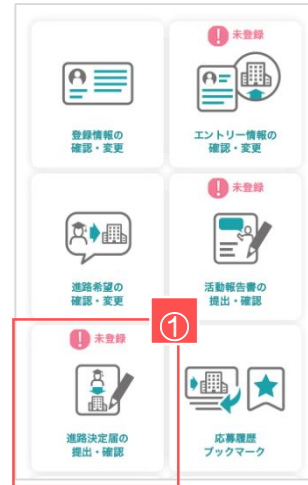 ! 未登録
登録情報の
確認・変更
エントリー情報の
確認・変更
! 未登録
進路希望の
確認・変更
活動報告書の
提出・確認
①
! 未登録
進路決定届の
提出・確認
応募履歴
ブックマーク